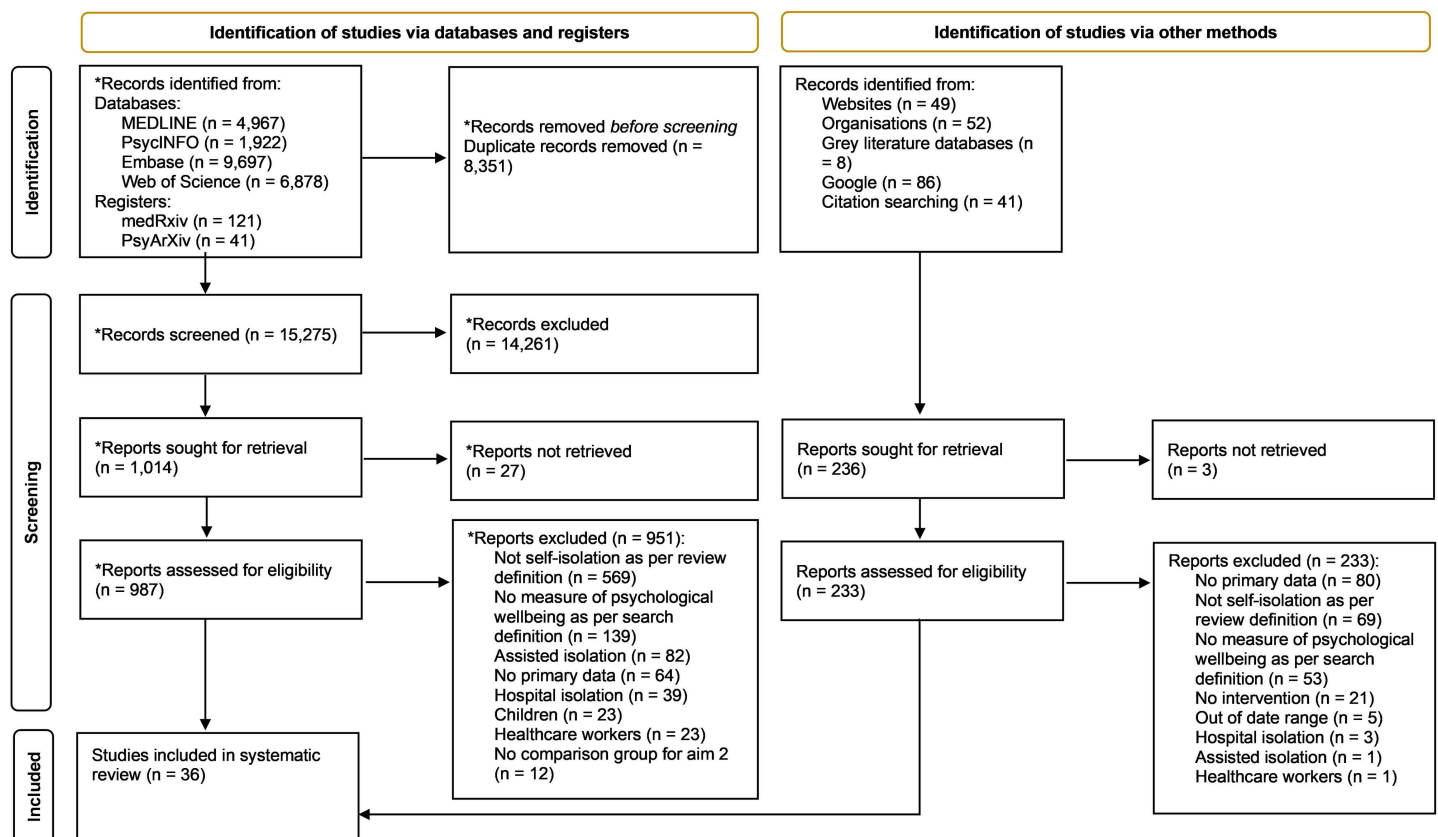 Identification of studies via databases and registers
Identification of studies via other methods
Identification
*Records identified from:
Databases:
MEDLINE (n = 4,967)
PsycINFO (n = 1,922)
Embase (n = 9,697)
Web of Science (n = 6,878)
Registers:
medRxiv (n = 121)
PsyArXiv (n = 41)
*Records removed before screening
Duplicate records removed (n =
8,351)
Records identified from:
Websites (n = 49)
Organisations (n = 52)
Grey literature databases (n
= 8)
Google (n = 86)
Citation searching (n = 41)
Screening
*Records screened (n = 15,275)
*Records excluded
(n = 14,261)
*Reports sought for retrieval
(n = 1,014)
*Reports not retrieved
(n = 27)
Reports sought for retrieval
(n = 236)
Reports not retrieved
(n = 3)
*Reports assessed for eligibility
(n = 987)
*Reports excluded (n = 951):
Not self-isolation as per review
definition (n = 569)
No measure of psychological
wellbeing as per search
definition (n = 139)
Assisted isolation (n = 82)
No primary data (n = 64)
Hospital isolation (n = 39)
Children (n = 23)
Healthcare workers (n = 23)
No comparison group for aim 2
(n = 12)
Reports assessed for eligibility
(n = 233)
Reports excluded (n = 233):
No primary data (n = 80)
Not self-isolation as per
review definition (n = 69)
No measure of psychological
wellbeing as per search
definition (n = 53)
No intervention (n = 21)
Out of date range (n = 5)
Hospital isolation (n = 3)
Assisted isolation (n = 1)
Healthcare workers (n = 1)
Included
Studies included in systematic
review (n = 36)